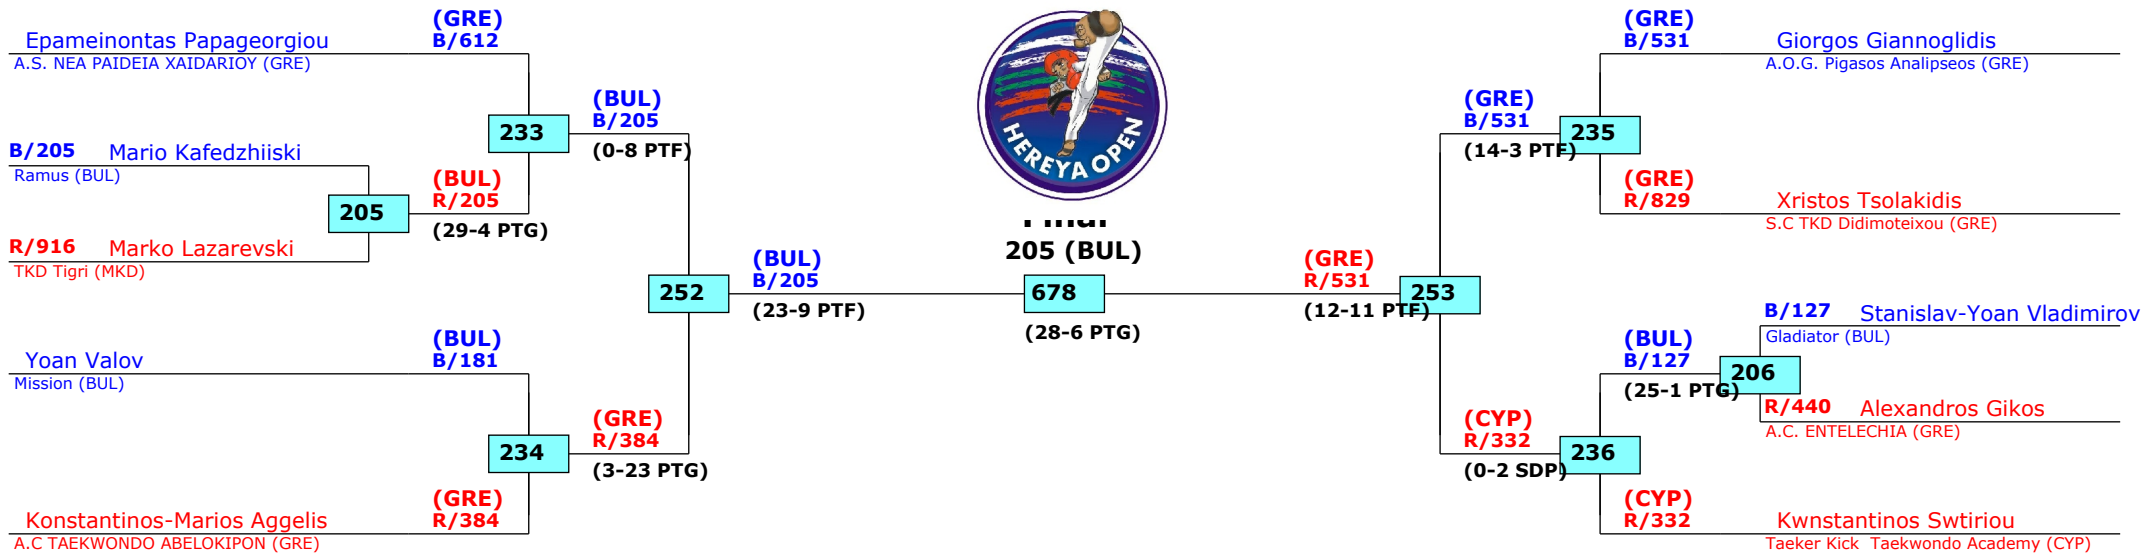 (GRE)
B/612
Epameinontas Papageorgiou
A.S. NEA PAIDEIA XAIDARIOY (GRE)
B/205 Mario Kafedzhiiski
Ramus (BUL)
R/916 Marko Lazarevski
TKD Tigri (MKD)
205
(BUL)
R/205
(29-4 PTG)
233
(BUL)
B/205
(0-8 PTF)
Yoan Valov
Mission (BUL)
(BUL)
B/181
Konstantinos-Marios Aggelis
A.C TAEKWONDO ABELOKIPON (GRE)
(GRE)
R/384
234
(GRE)
R/384
(3-23 PTG)
252
(BUL)
B/205
(23-9 PTF)
HEREYA OPEN
205 (BUL)
678
(28-6 PTG)
(GRE)
R/531
(12-11 PTF)
253
(GRE)
B/531
(14-3 PTF)
235
(GRE)
B/531
Giorgos Giannoglidis
A.O.G. Pigasos Analipseos (GRE)
(GRE)
R/829
Xristos Tsolakidis
S.C TKD Didimoteixou (GRE)
(CYP)
R/332
(0-2 SDP)
236
(BUL)
B/127
(25-1 PTG)
206
B/127 Stanislav-Yoan Vladimirov
Gladiator (BUL)
R/440 Alexandros Gikos
A.C. ENTELECHIA (GRE)
(CYP)
R/332
Kwnstantinos Swtiriou
Taeker Kick Taekwondo Academy (CYP)